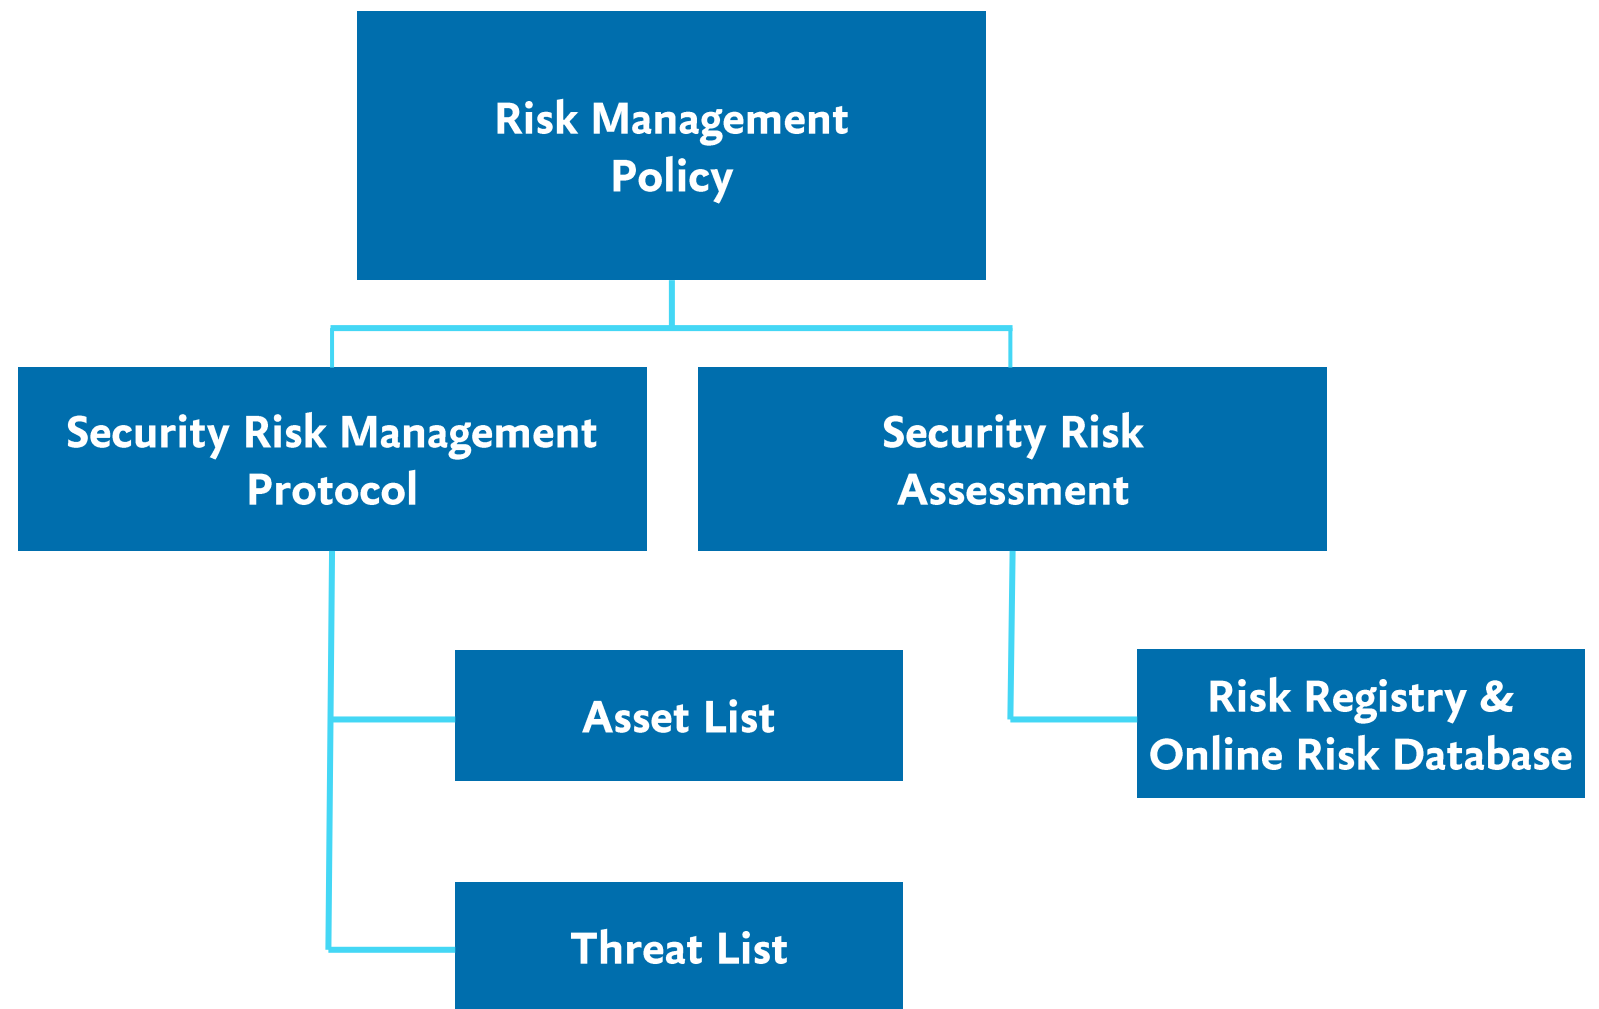 Risk Management
Policy
Security Risk Management
Protocol
Security Risk
Assessment
Asset List
Risk Registry &
Online Risk Database
Threat List